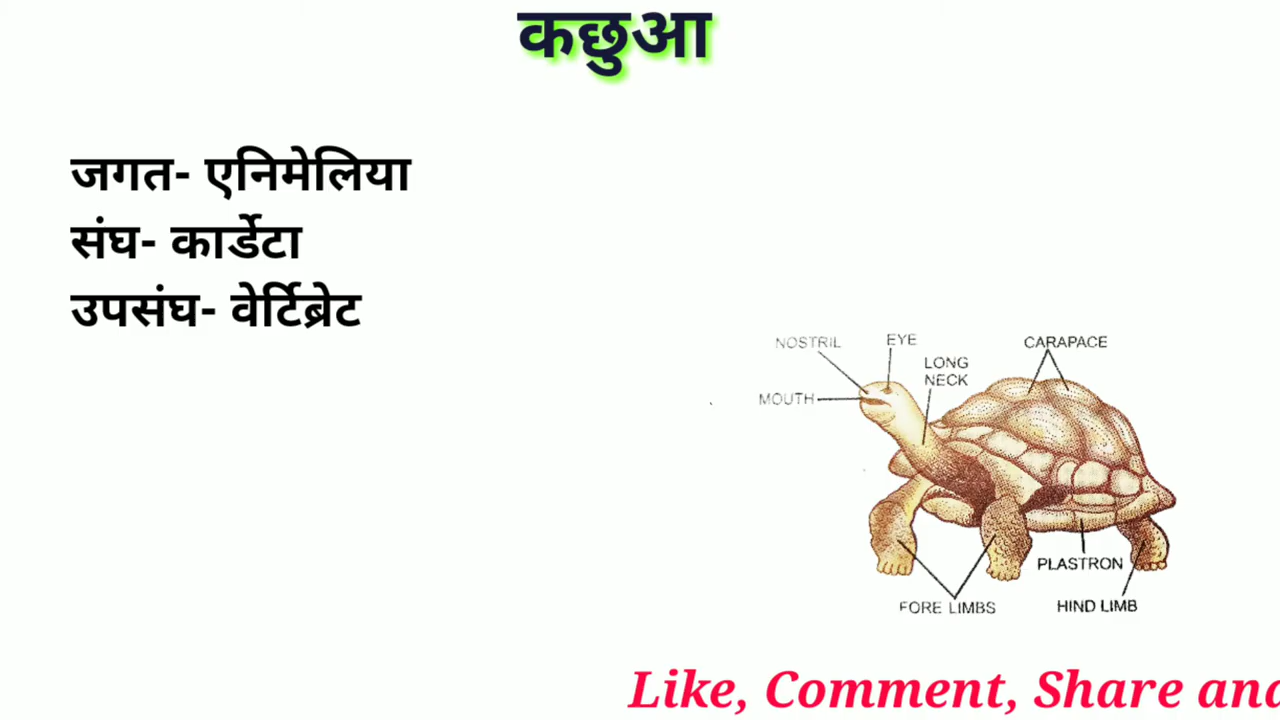 कछुआ
जगत- एनिमेलिया
संघ- कार्डेटा
उपसंघ- वेर्टिब्रेट
NOSTRIL
EYE
CARAPACE
LONG
NECK
MOUTH
PLASTRON
FORE LIMBS
HIND LIMB
Like, Comment, Share and